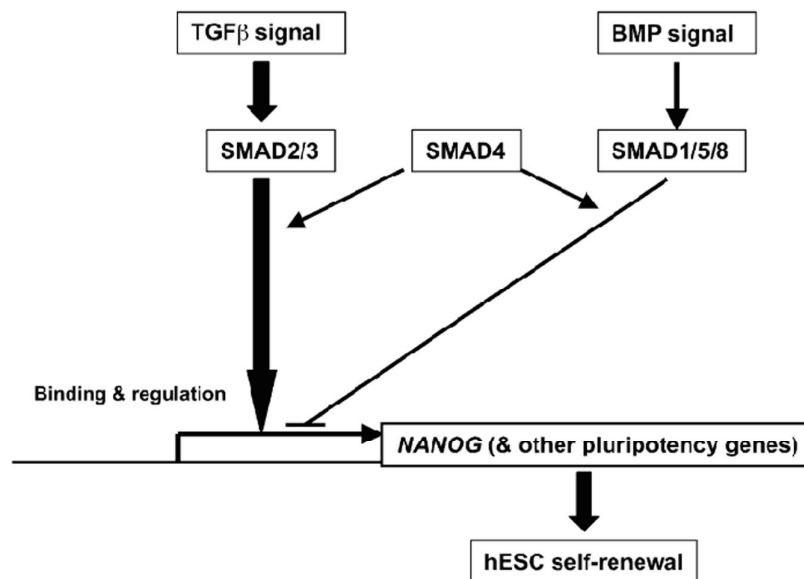 TGFβ signal
BMP signal
SMAD2/3
SMAD4
SMAD1/5/8
Binding & regulation
NANOG (& other pluripotency genes)
hESC self-renewal